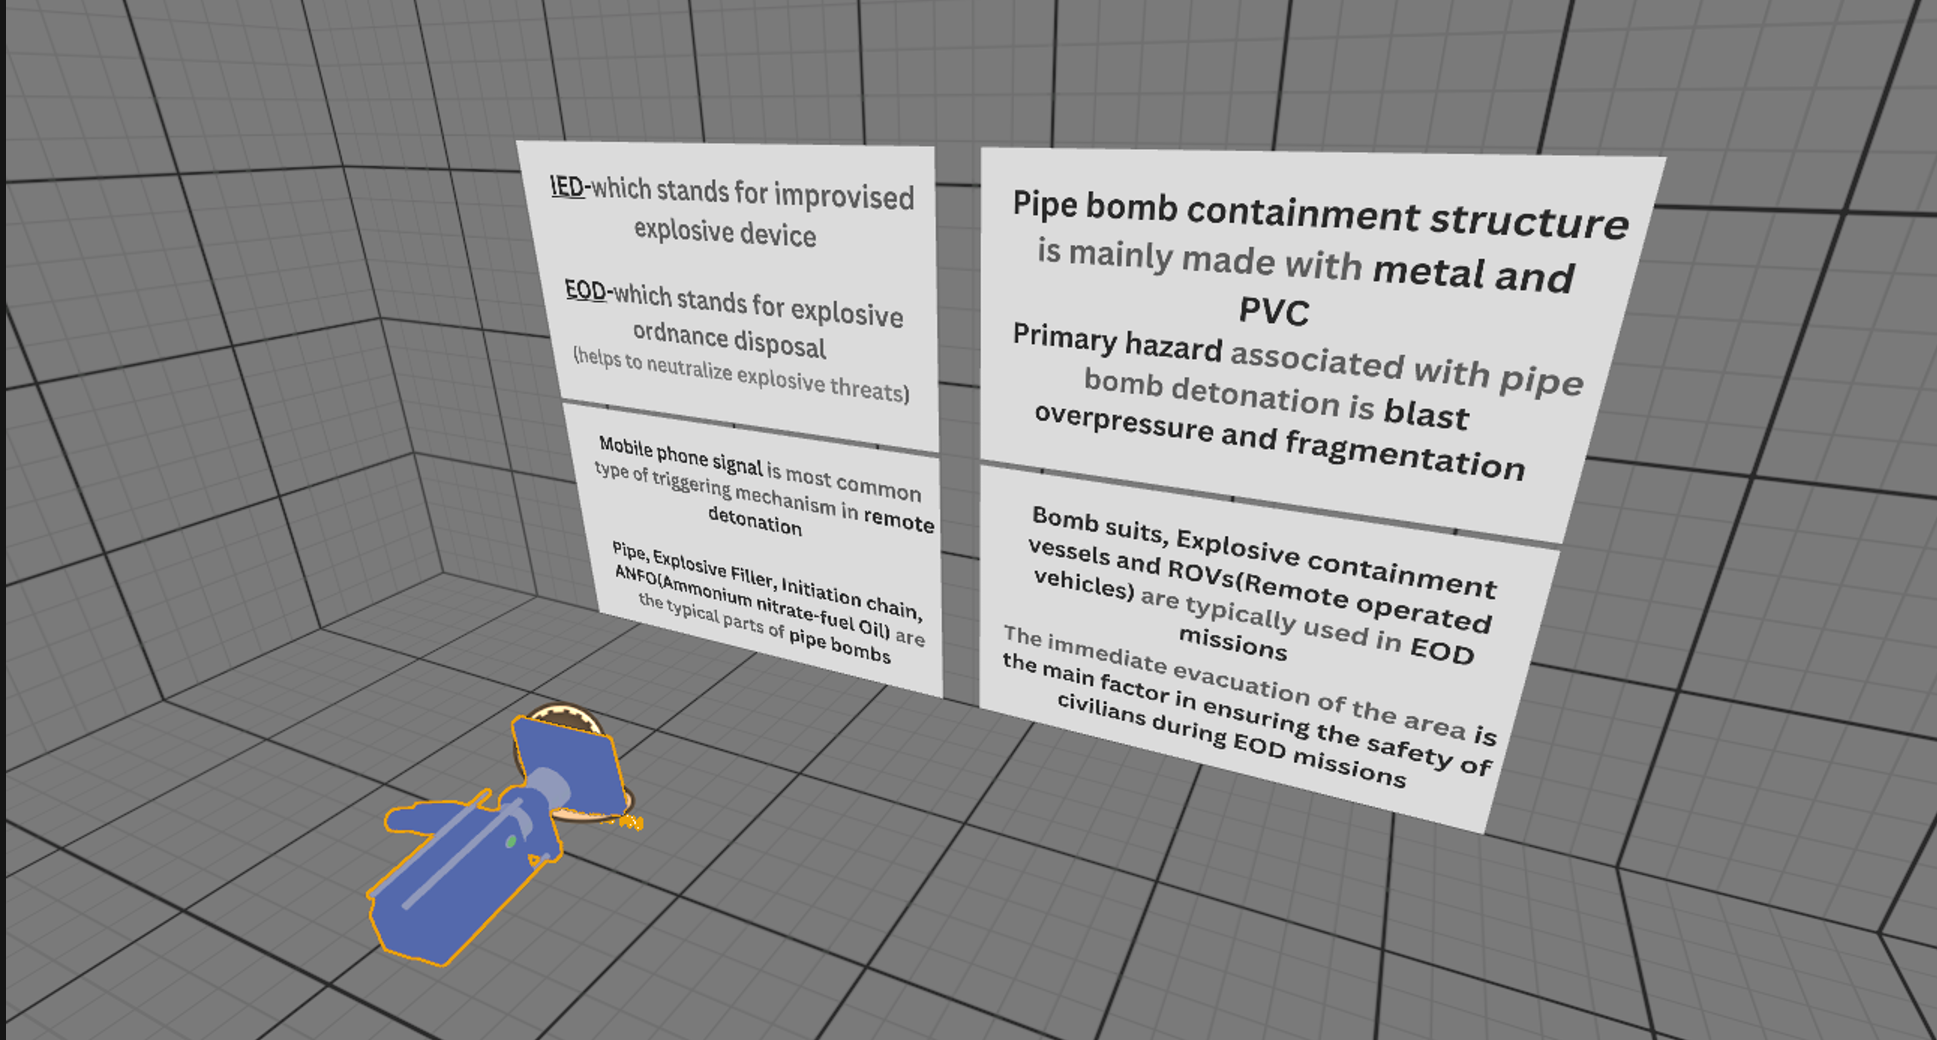 IED-which stands for improvised
explosive device
EOD-which stands for explosive
ordnance disposal
(helps to neutralize explosive threats)
Mobile phone signal is most common
type of triggering mechanism in remote
detonation
Pipe, Explosive Filler, Initiation chain,
ANFO(Ammonium nitrate-fuel Oil) are
the typical parts of pipe bombs
Pipe bomb containment structure
is mainly made with metal and
PVC
Primary hazard associated with pipe
bomb detonation is blast
overpressure and fragmentation
Bomb suits, Explosive containment
vessels and ROVs(Remote operated
vehicles) are typically used in EOD
missions
The immediate evacuation of the area is
the main factor in ensuring the safety of
civilians during EOD missions